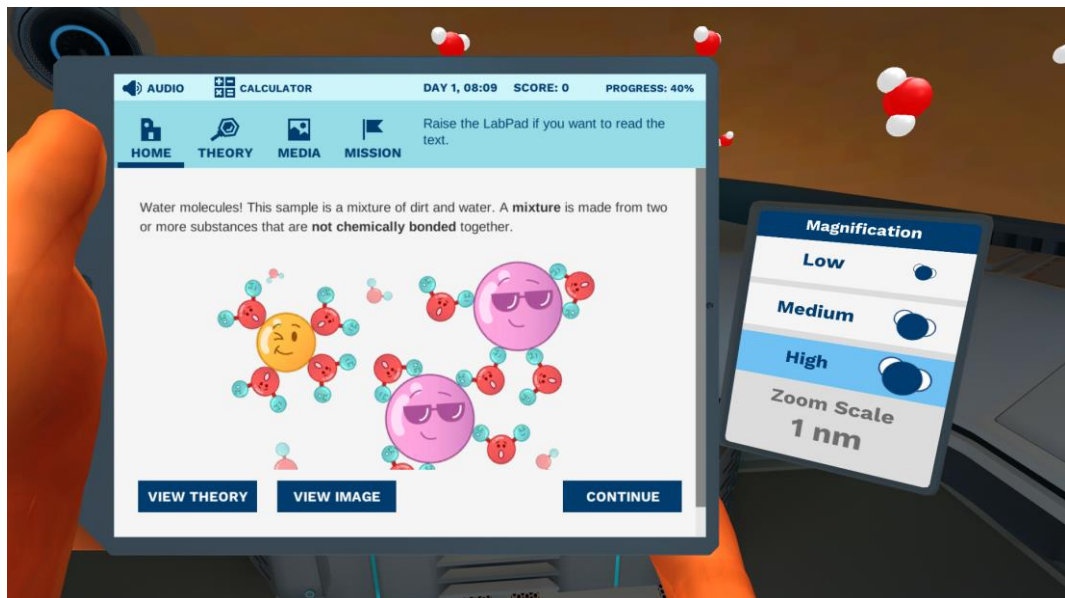 AUDIO
CALCULATOR
DAY 1, 08:09
SCORE: 0
PROGRESS: 40%
HOME
THEORY
MEDIA
MISSION
Raise the LabPad if you want to read the
text.
Water molecules! This sample is a mixture of dirt and water. A mixture is made from two
or more substances that are not chemically bonded together.
VIEW THEORY
VIEW IMAGE
CONTINUE
Magnification
Low
Medium
High
Zoom Scale
1 nm